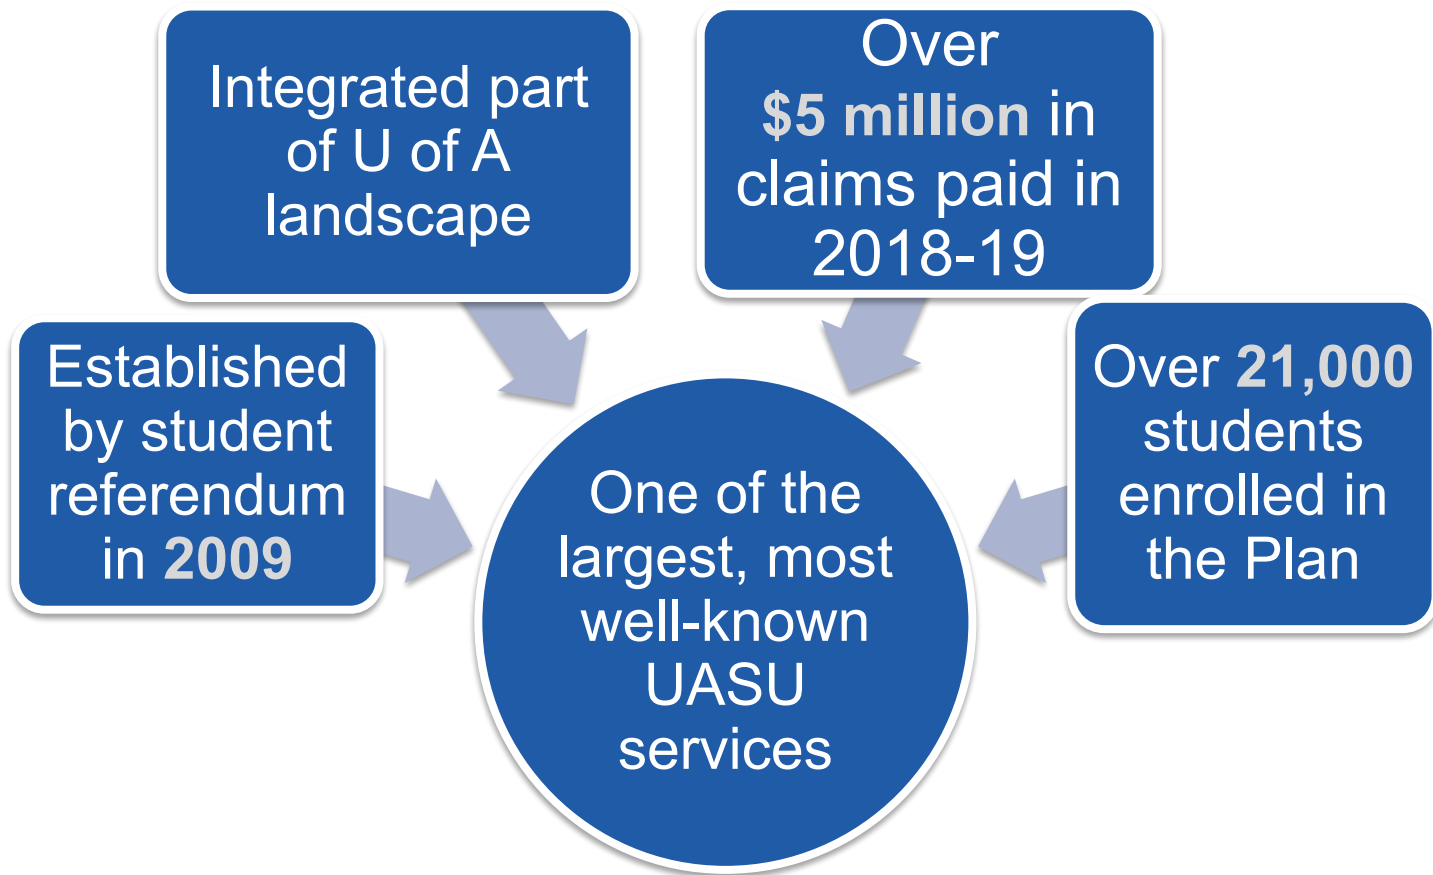 Integrated part
of U of A
landscape
Over
$5 million in
claims paid in
2018-19
Established
by student
referendum
in 2009
Over 21,000
students
enrolled in
the Plan
One of the
largest, most
well-known
UASU
services